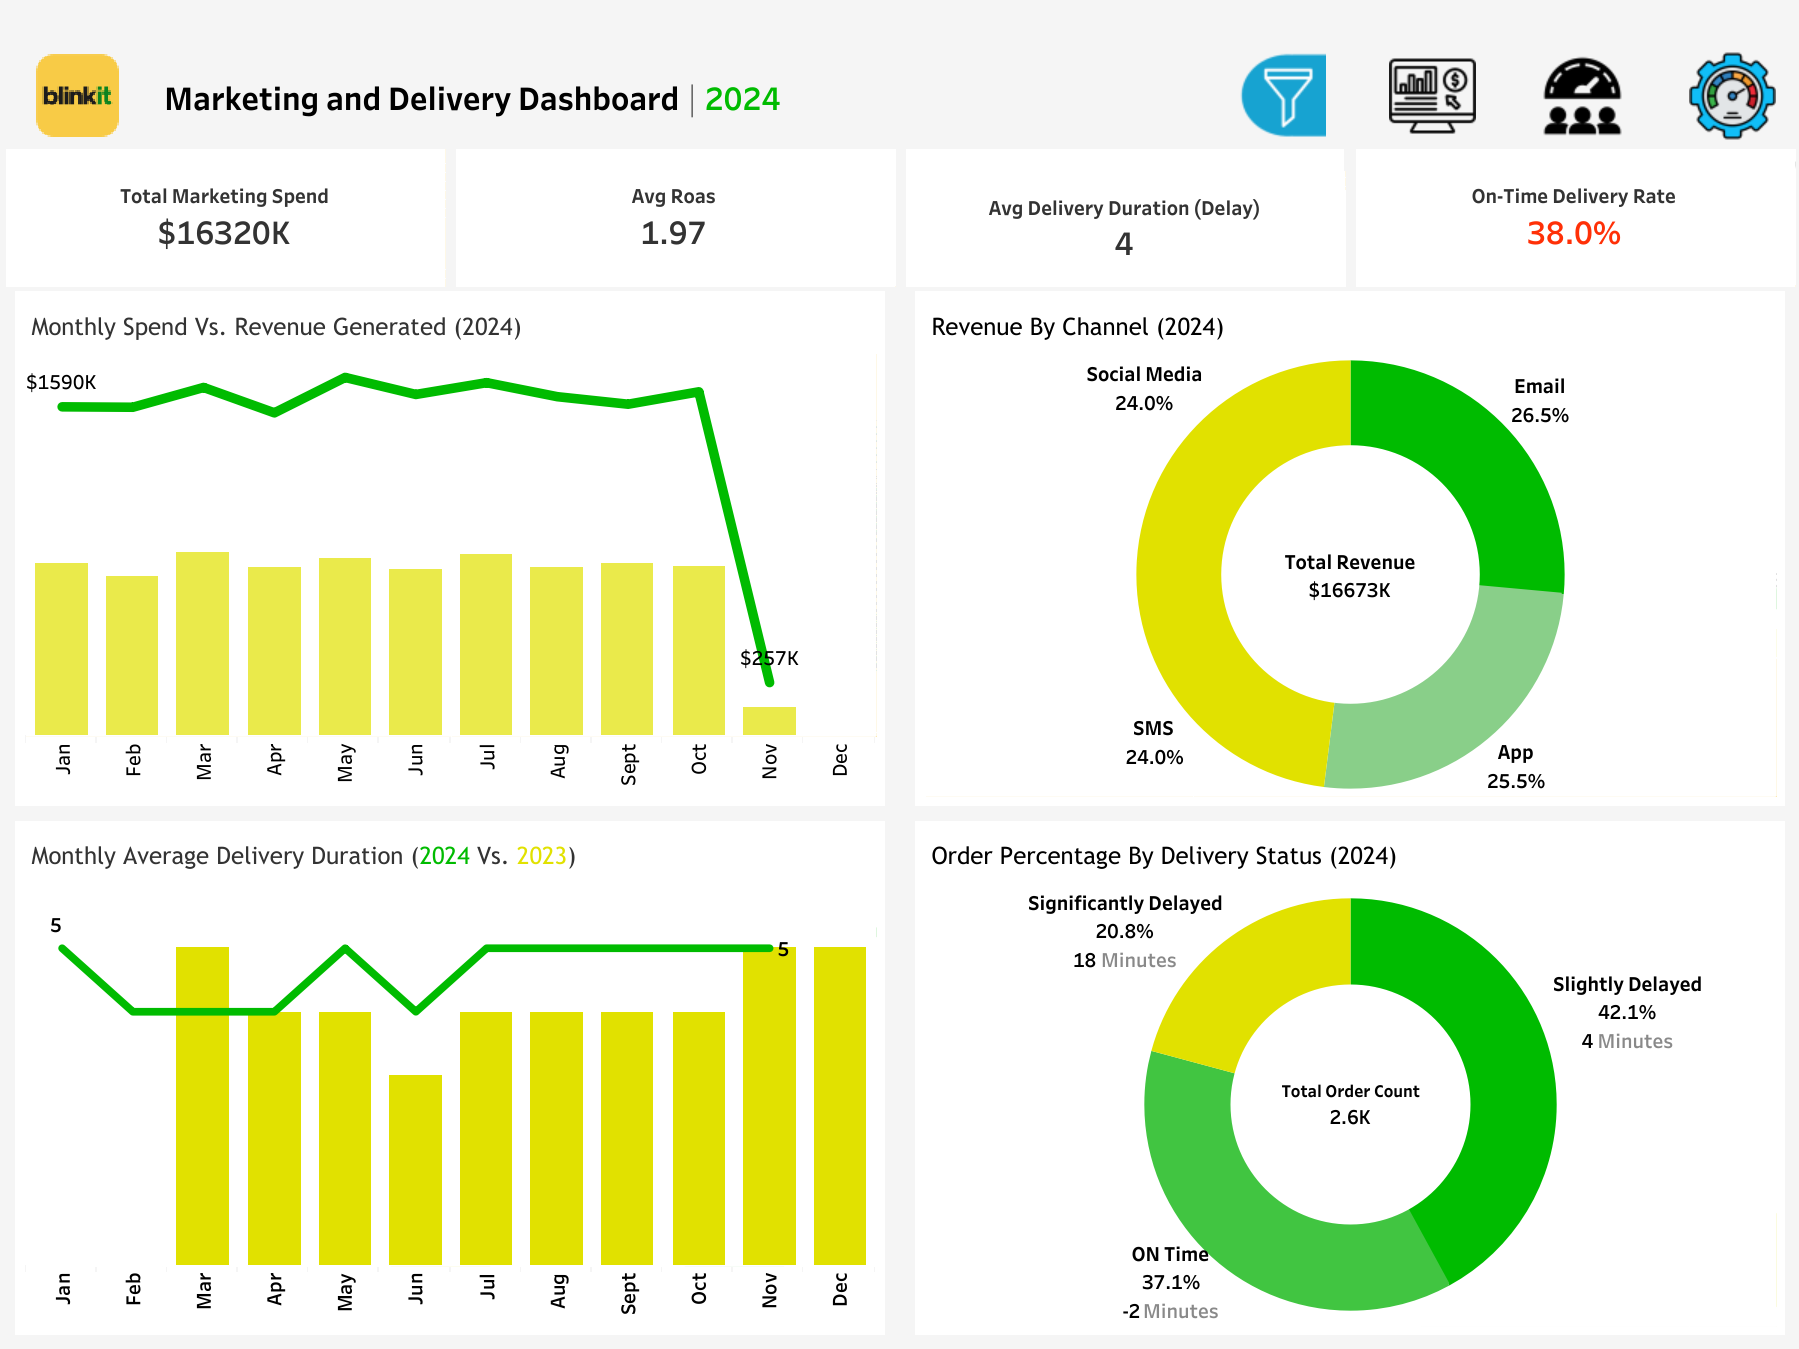 blinkit
Marketing and Delivery Dashboard | 2024
Total Marketing Spend
$16320K
Avg Roas
1.97
Avg Delivery Duration (Delay)
4
On-Time Delivery Rate
38.0%
Monthly Spend Vs. Revenue Generated (2024)
$1590K
$257K
Jan
Feb
Mar
Apr
May
Jun
Jul
Aug
Sept
Oct
Nov
Dec
Revenue By Channel (2024)
Social Media
24.0%
Email
26.5%
Total Revenue
$16673K
SMS
24.0%
App
25.5%
Monthly Average Delivery Duration (2024 Vs. 2023)
5
5
Jan
Feb
Mar
Apr
May
Jun
Jul
Aug
Sept
Oct
Nov
Dec
Order Percentage By Delivery Status (2024)
Significantly Delayed
20.8%
18 Minutes
Slightly Delayed
42.1%
4 Minutes
Total Order Count
2.6K
ON Time
37.1%
-2 Minutes